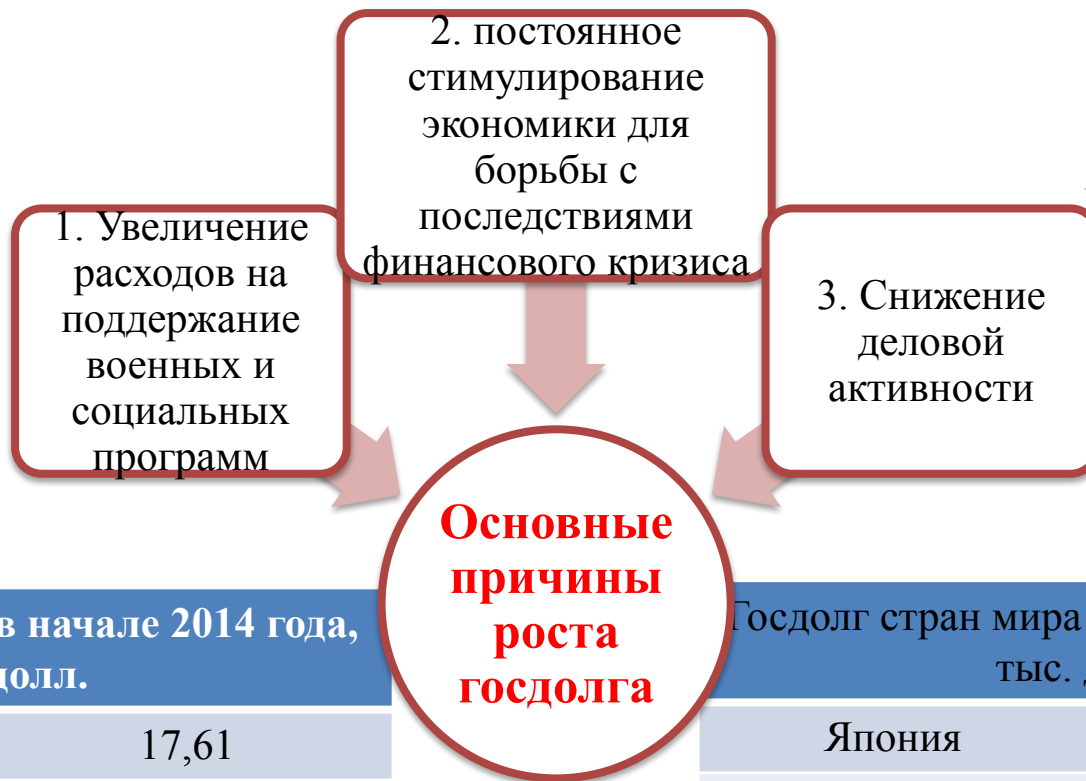 2. постоянное
стимулирование
экономики для
борьбы с
последствиями
финансового кризиса
1. Увеличение
расходов на
поддержание
военных и
социальных
программ
3. Снижение
деловой
активности
Основные
причины
роста
госдолга
в начале 2014 года,
долл.
17,61
Госдолг стран мира
тыс.
Япония